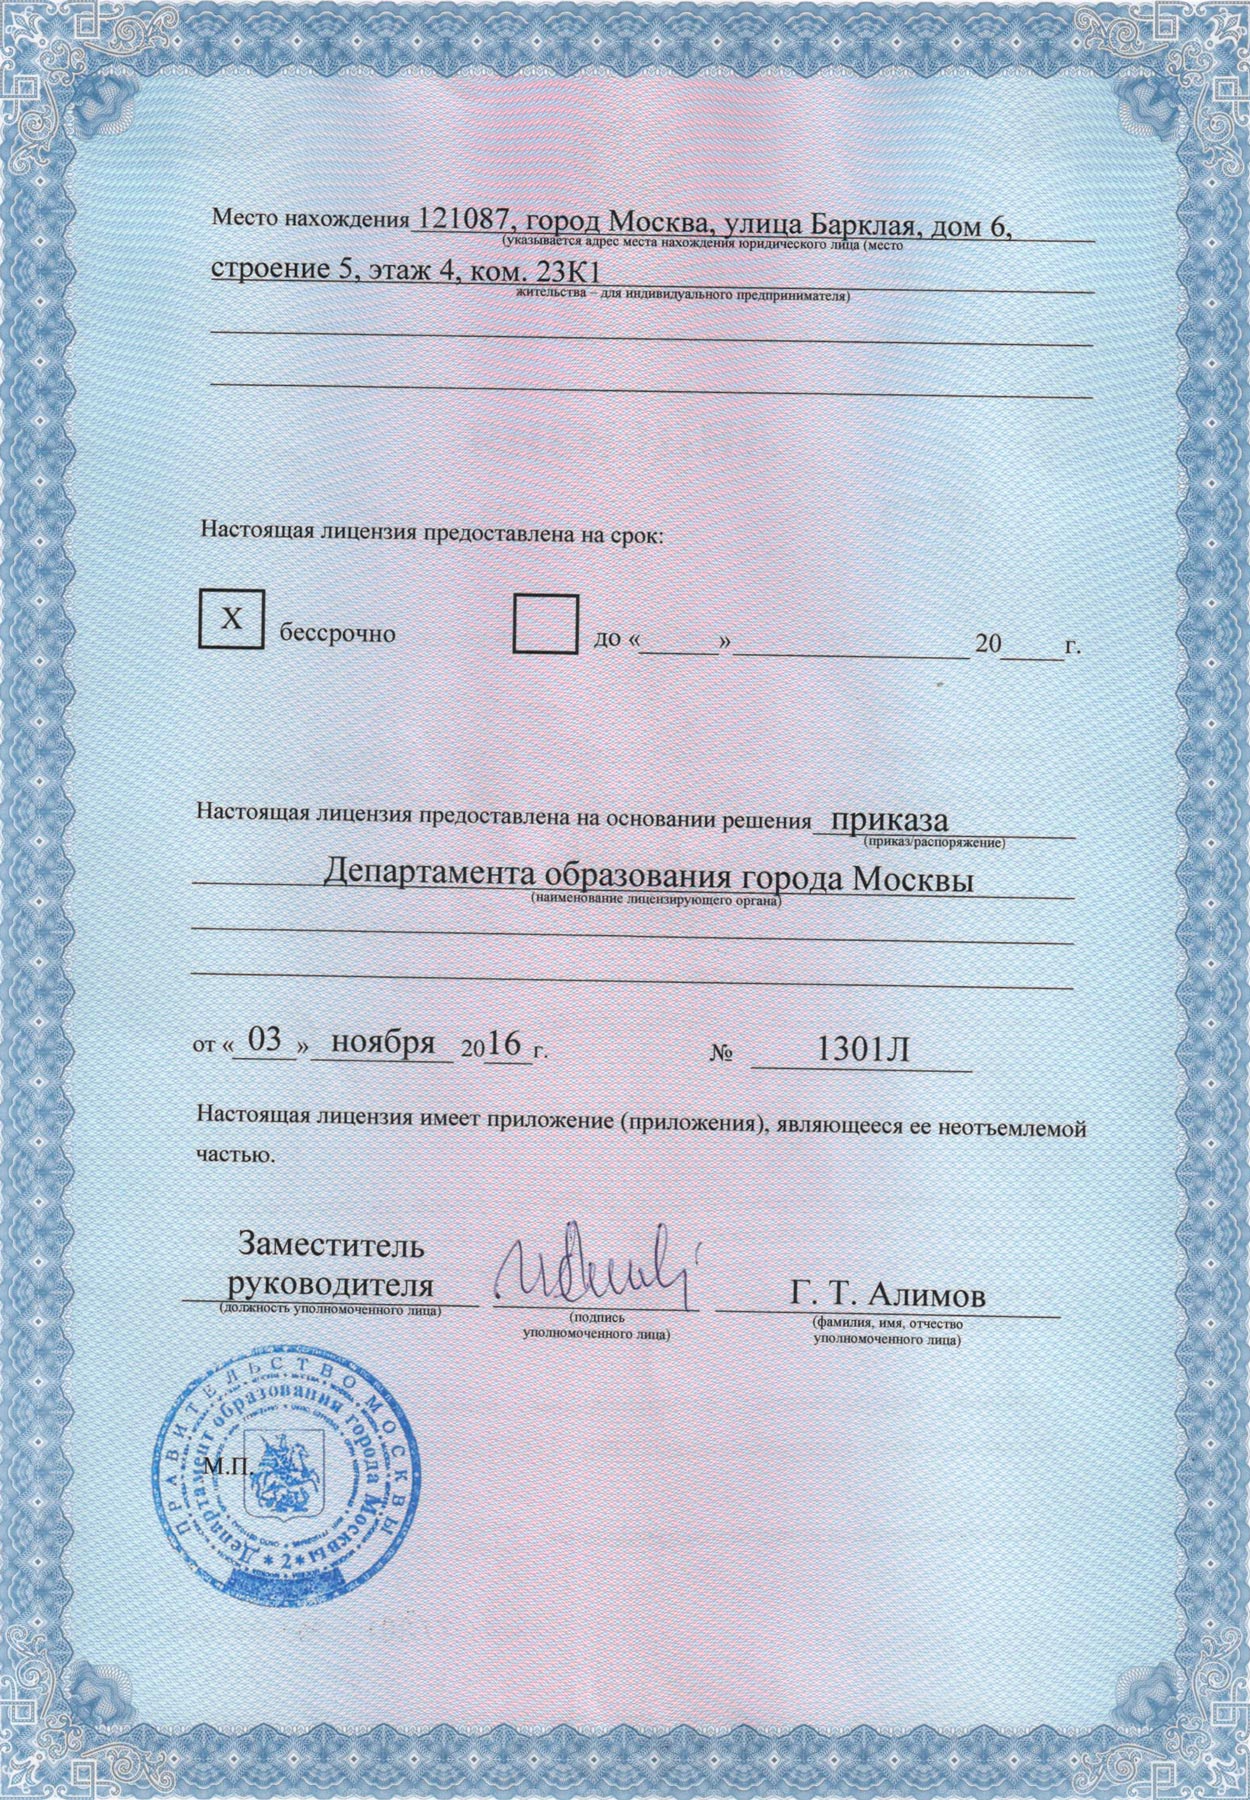 Место нахождения 121087, город Москва, улица Барклая, дом 6,
(указывается адрес места нахождения юридического лица (место
строение 5, этаж 4, ком. 23К1
жительства – для индивидуального предпринимателя)
Настоящая лицензия предоставлена на срок:
X бессрочно до «______»__________________ 20_____г.
Настоящая лицензия предоставлена на основании решения приказа
(приказ/распоряжение)
Департамента образования города Москвы
(наименование лицензирующего органа)
от « 03 » ноября 2016 г. № 1301Л
Настоящая лицензия имеет приложение (приложения), являющееся ее неотъемлемой
частью.
Заместитель
руководителя
(должность уполномоченного лица)
(подпись
уполномоченного лица)
Г. Т. Алимов
(фамилия, имя, отчество
уполномоченного лица)
М.П.
ПРАВИТЕЛЬСТВО МОСКВЫ
Департамент образования города Москвы
* 2 *